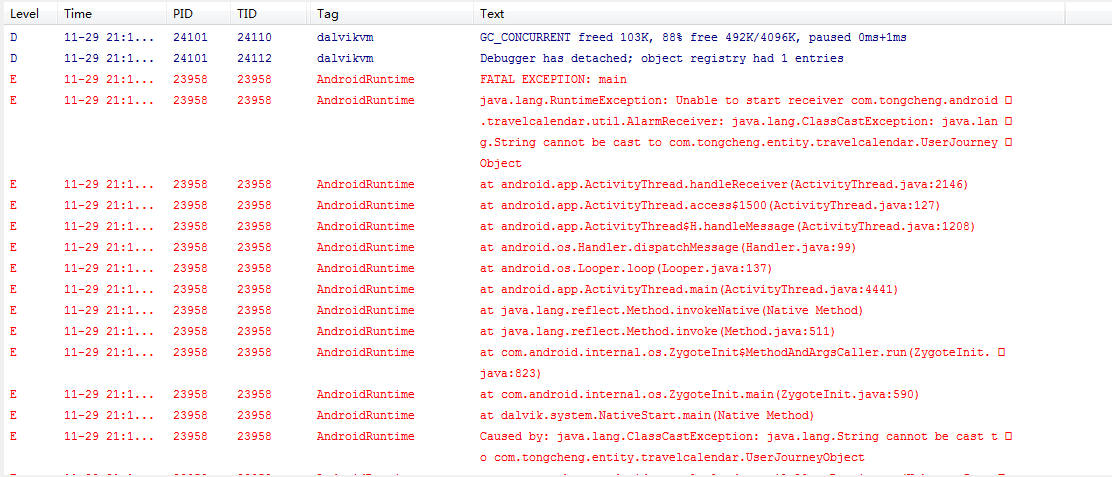 Level Time PID TID Tag Text
D 11-29 21:1... 24101 24110 dalvikvm GC_CONCURRENT freed 103K, 88% free 492K/4096K, paused 0ms+1ms
D 11-29 21:1... 24101 24112 dalvikvm Debugger has detached; object registry had 1 entries
E 11-29 21:1... 23958 23958 AndroidRuntime FATAL EXCEPTION: main
E 11-29 21:1... 23958 23958 AndroidRuntime java.lang.RuntimeException: Unable to start receiver com.tongcheng.android
.travelcalendar.util.AlarmReceiver: java.lang.ClassCastException: java.lan
g.String cannot be cast to com.tongcheng.entity.travelcalendar.UserJourney
Object
E 11-29 21:1... 23958 23958 AndroidRuntime at android.app.ActivityThread.handleReceiver(ActivityThread.java:2146)
E 11-29 21:1... 23958 23958 AndroidRuntime at android.app.ActivityThread.access$1500(ActivityThread.java:127)
E 11-29 21:1... 23958 23958 AndroidRuntime at android.app.ActivityThread$H.handleMessage(ActivityThread.java:1208)
E 11-29 21:1... 23958 23958 AndroidRuntime at android.os.Handler.dispatchMessage(Handler.java:99)
E 11-29 21:1... 23958 23958 AndroidRuntime at android.os.Looper.loop(Looper.java:137)
E 11-29 21:1... 23958 23958 AndroidRuntime at android.app.ActivityThread.main(ActivityThread.java:4441)
E 11-29 21:1... 23958 23958 AndroidRuntime at java.lang.reflect.Method.invokeNative(Native Method)
E 11-29 21:1... 23958 23958 AndroidRuntime at java.lang.reflect.Method.invoke(Method.java:511)
E 11-29 21:1... 23958 23958 AndroidRuntime at com.android.internal.os.ZygoteInit$MethodAndArgsCaller.run(ZygoteInit.
java:823)
E 11-29 21:1... 23958 23958 AndroidRuntime at com.android.internal.os.ZygoteInit.main(ZygoteInit.java:590)
E 11-29 21:1... 23958 23958 AndroidRuntime at dalvik.system.NativeStart.main(Native Method)
E 11-29 21:1... 23958 23958 AndroidRuntime Caused by: java.lang.ClassCastException: java.lang.String cannot be cast t
o com.tongcheng.entity.travelcalendar.UserJourneyObject